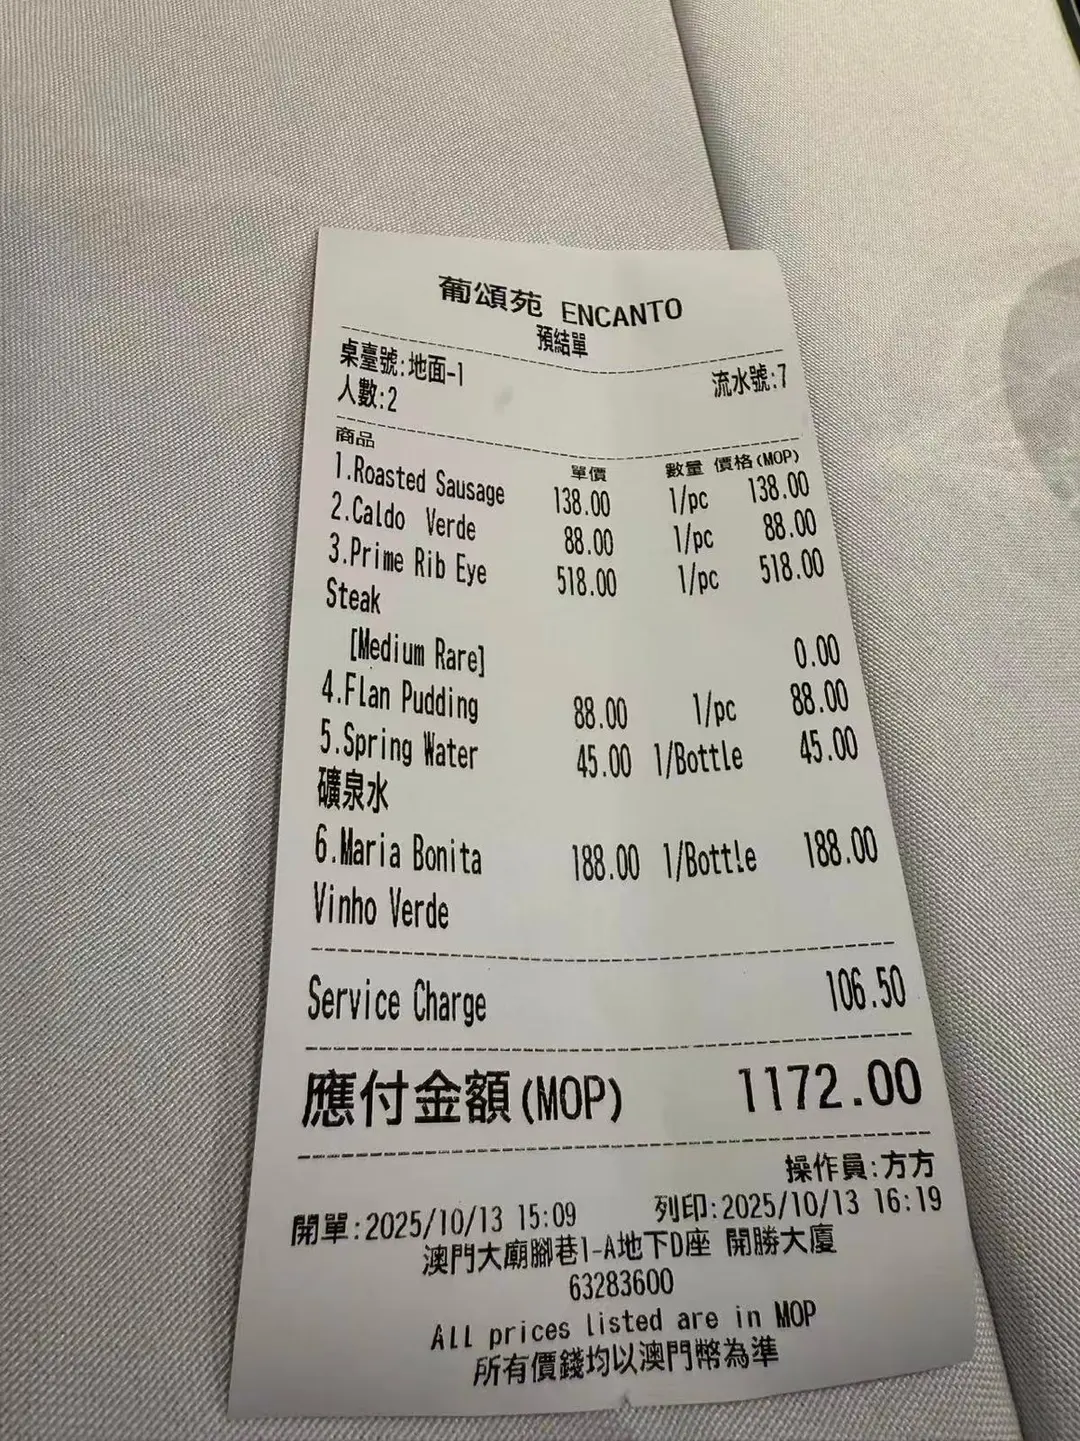 葡頌苑 ENCANTO
預結單
桌臺號:地面-1 流水號:7
人數:2
商品 單價 數量 價格(MOP)
1.Roasted Sausage 138.00 1/pc 138.00
2.Caldo Verde 88.00 1/pc 88.00
3.Prime Rib Eye 518.00 1/pc 518.00
Steak
[Medium Rare] 0.00
4.Flan Pudding 88.00 1/pc 88.00
5.Spring Water 45.00 1/Bottle 45.00
礦泉水
6.Maria Bonita 188.00 1/Bottle 188.00
Vinho Verde
Service Charge 106.50
應付金額(MOP) 1172.00
操作員:方方
開單:2025/10/13 15:09 列印:2025/10/13 16:19
澳門大廟腳巷1-A地下D座 開勝大廈
63283600
ALL prices listed are in MOP
所有價錢均以澳門幣為準